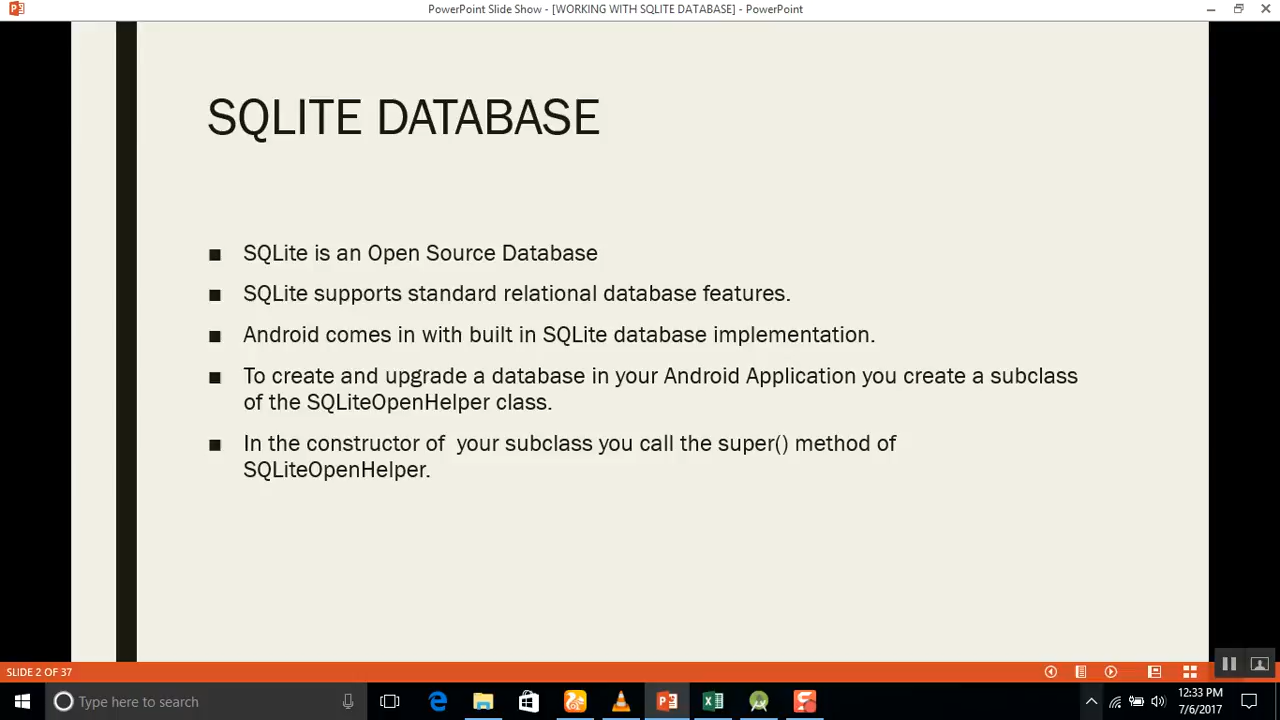 PowerPoint Slide Show - [WORKING WITH SQLITE DATABASE] - PowerPoint
SQLITE DATABASE
■ SQLite is an Open Source Database
■ SQLite supports standard relational database features.
■ Android comes in with built in SQLite database implementation.
■ To create and upgrade a database in your Android Application you create a subclass
of the SQLiteOpenHelper class.
■ In the constructor of  your subclass you call the super() method of
SQLiteOpenHelper.
SLIDE 2 OF 37
Type here to search
12:33 PM
7/6/2017